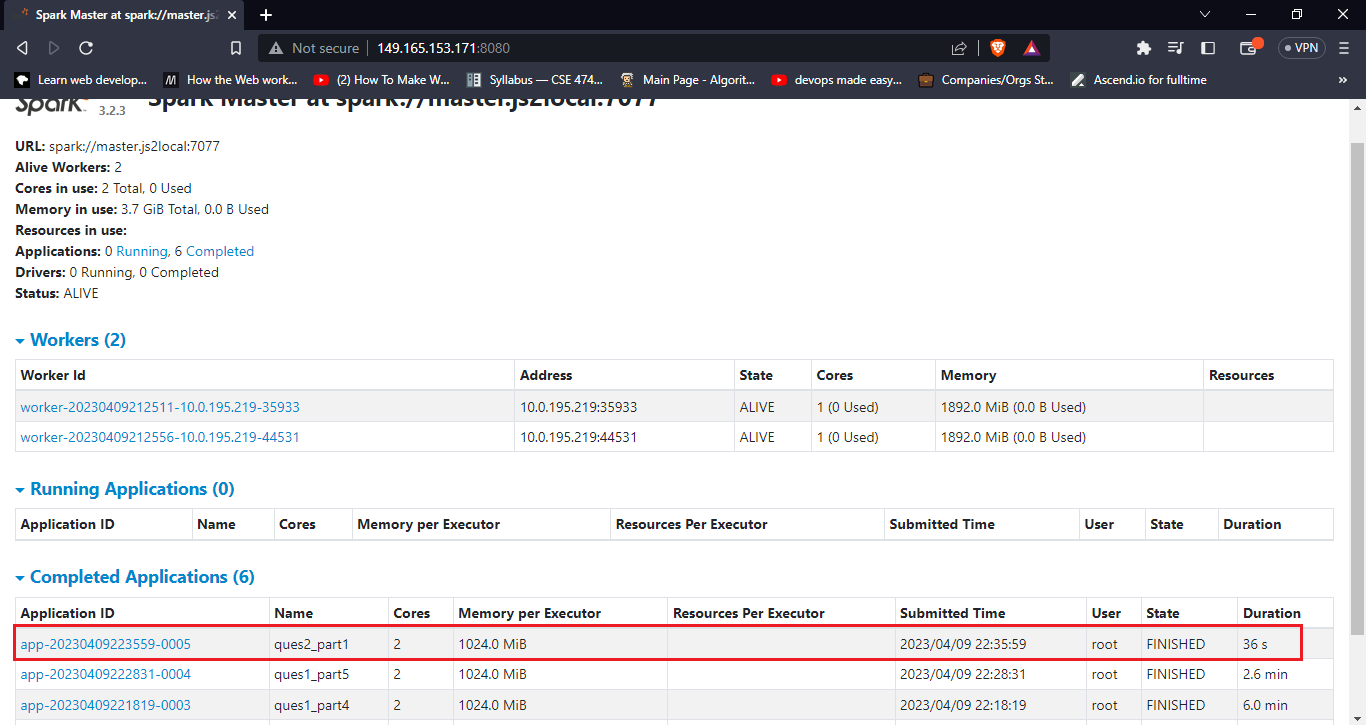 Spark Master at spark://master.js2
Not secure 149.165.153.171:8080
VPN
Learn web develop... M How the Web work... (2) How To Make W... Syllabus — CSE 474... Main Page - Algorit... devops made easy... Companies/Orgs St... Ascend.io for fulltime »
Spark 3.2.3 Spark Master at spark://master.js2local:7077
URL: spark://master.js2local:7077
Alive Workers: 2
Cores in use: 2 Total, 0 Used
Memory in use: 3.7 GiB Total, 0.0 B Used
Resources in use:
Applications: 0 Running, 6 Completed
Drivers: 0 Running, 0 Completed
Status: ALIVE
Workers (2)
Worker Id Address State Cores Memory Resources
worker-20230409212511-10.0.195.219-35933 10.0.195.219:35933 ALIVE 1 (0 Used) 1892.0 MiB (0.0 B Used)
worker-20230409212556-10.0.195.219-44531 10.0.195.219:44531 ALIVE 1 (0 Used) 1892.0 MiB (0.0 B Used)
Running Applications (0)
Application ID Name Cores Memory per Executor Resources Per Executor Submitted Time User State Duration
Completed Applications (6)
Application ID Name Cores Memory per Executor Resources Per Executor Submitted Time User State Duration
app-20230409223559-0005 ques2_part1 2 1024.0 MiB 2023/04/09 22:35:59 root FINISHED 36 s
app-20230409222831-0004 ques1_part5 2 1024.0 MiB 2023/04/09 22:28:31 root FINISHED 2.6 min
app-20230409221819-0003 ques1_part4 2 1024.0 MiB 2023/04/09 22:18:19 root FINISHED 6.0 min